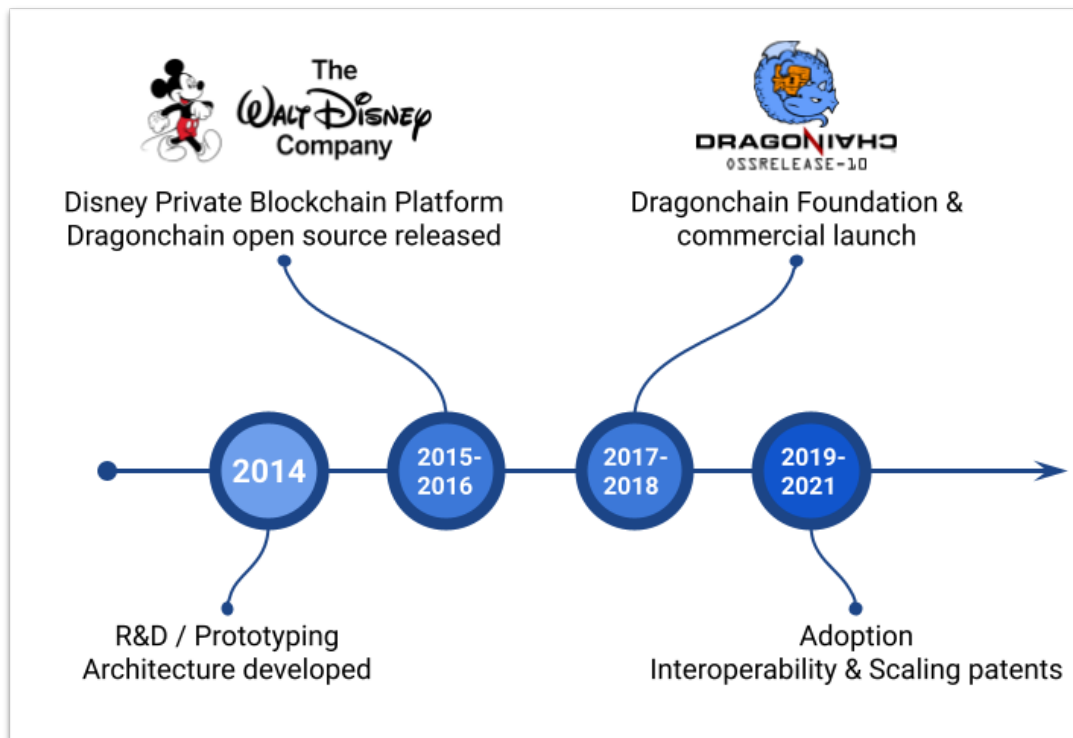 The
WALT DISNEY
Company
Disney Private Blockchain Platform
Dragonchain open source released
DRAGONCHAIN
OSSRELEASE-10
Dragonchain Foundation &
commercial launch
2014
2015-
2016
2017-
2018
2019-
2021
R&D / Prototyping
Architecture developed
Adoption
Interoperability & Scaling patents